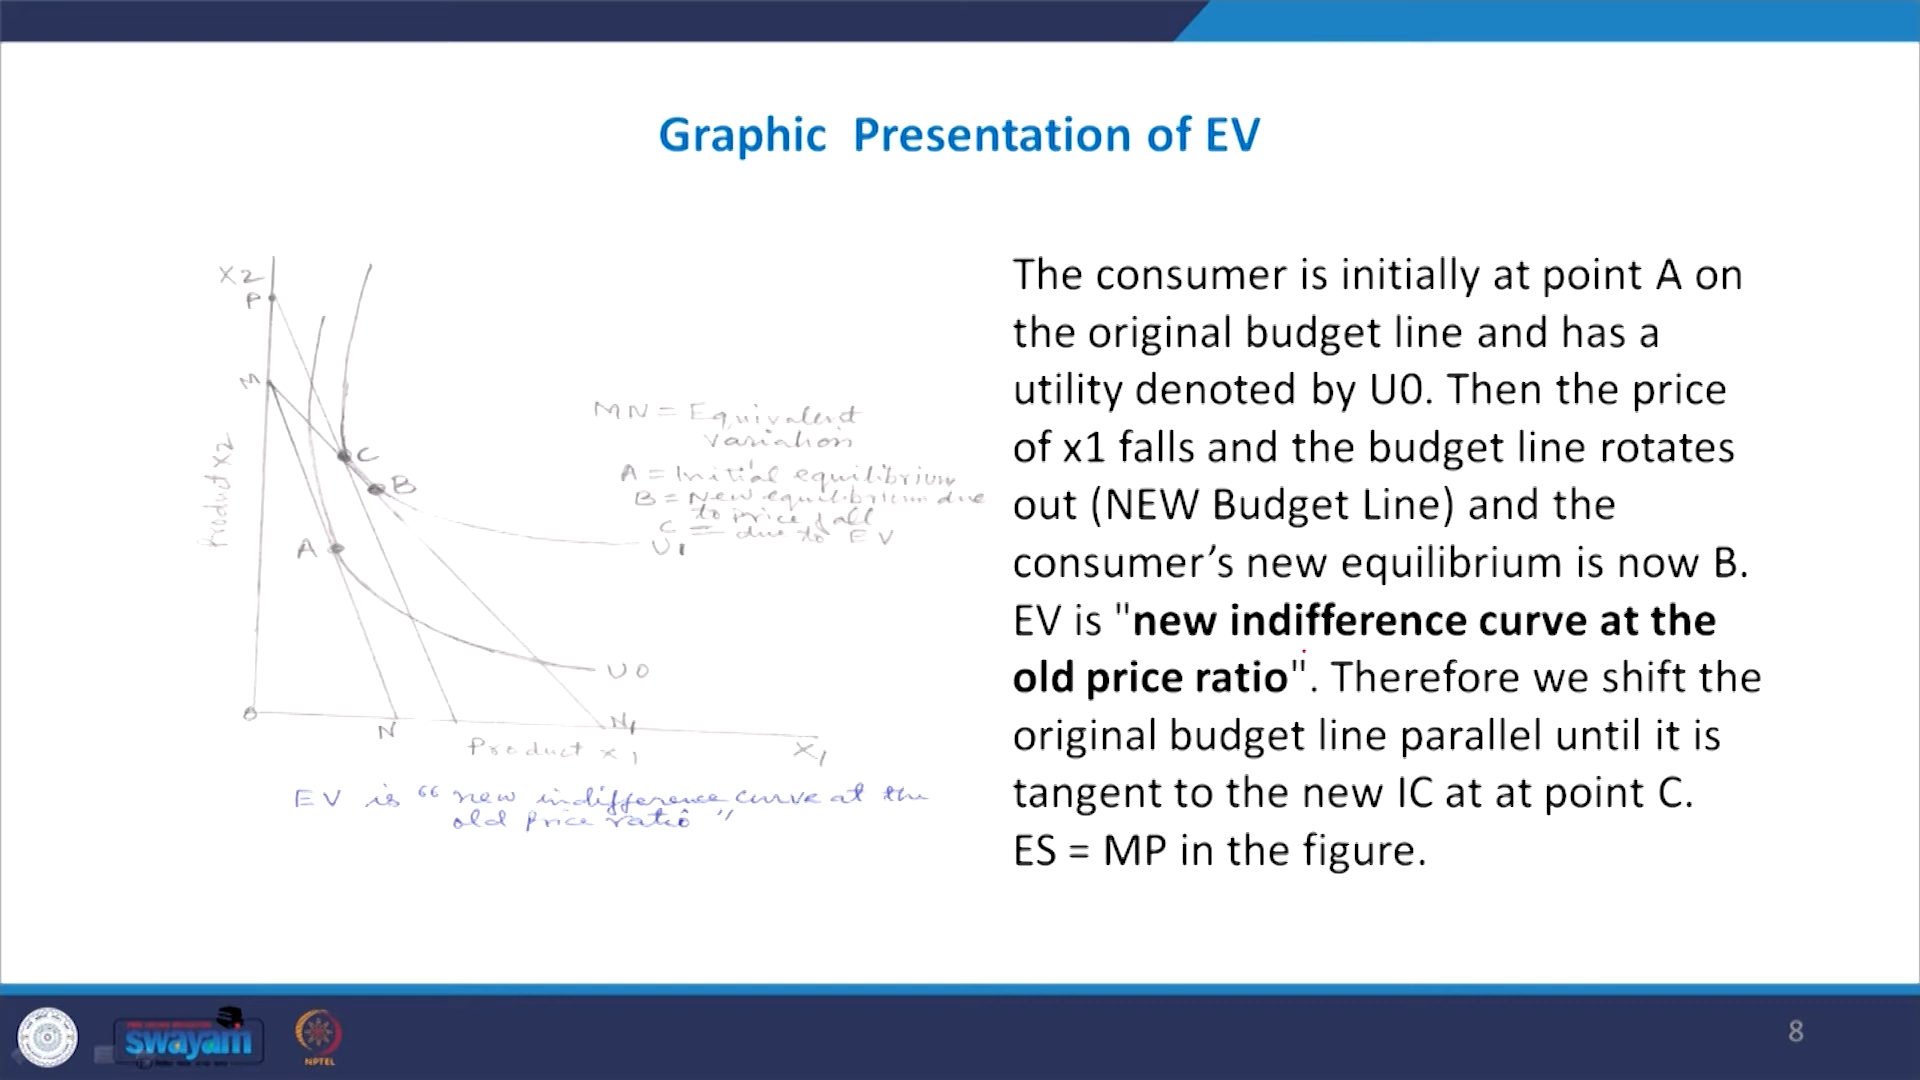 Graphic Presentation of EV
X2
P
M
Product X2
C
B
A
O
N
N1
Product x1
X1
U1
U0
MN = Equivalent
variation
A = Initial equilibrium
B = New equilibrium due
to price fall
C = due to EV
EV is "new indifference curve at the
old price ratio"
The consumer is initially at point A on
the original budget line and has a
utility denoted by U0. Then the price
of x1 falls and the budget line rotates
out (NEW Budget Line) and the
consumer’s new equilibrium is now B.
EV is "new indifference curve at the
old price ratio". Therefore we shift the
original budget line parallel until it is
tangent to the new IC at at point C.
ES = MP in the figure.
swayam
NPTEL
8